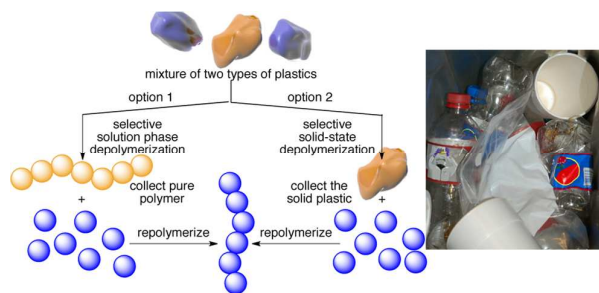 mixture of two types of plastics
option 1
option 2
selective
solution phase
depolymerization
selective
solid-state
depolymerization
collect pure
polymer
collect the
solid plastic
+
+
repolymerize
repolymerize